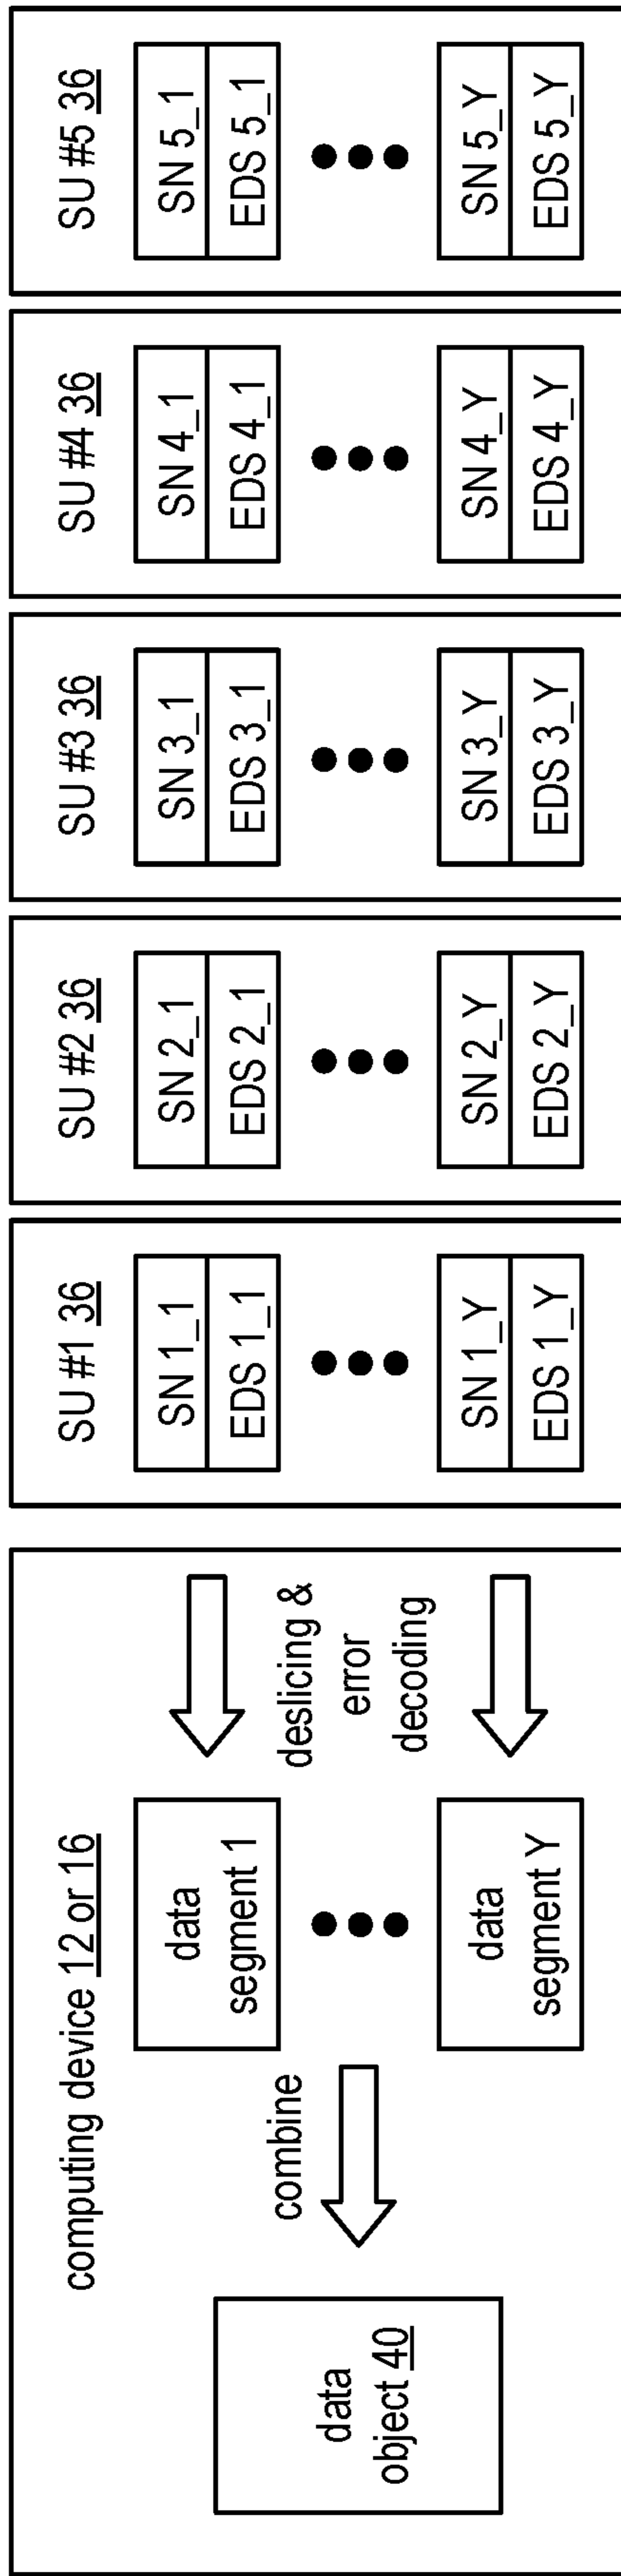 computing device 12 or 16
data
object 40
combine
data
segment 1
data
segment Y
deslicing &
error
decoding
SU #1 36
SN 1_1
EDS 1_1
SN 1_Y
EDS 1_Y
SU #2 36
SN 2_1
EDS 2_1
SN 2_Y
EDS 2_Y
SU #3 36
SN 3_1
EDS 3_1
SN 3_Y
EDS 3_Y
SU #4 36
SN 4_1
EDS 4_1
SN 4_Y
EDS 4_Y
SU #5 36
SN 5_1
EDS 5_1
SN 5_Y
EDS 5_Y